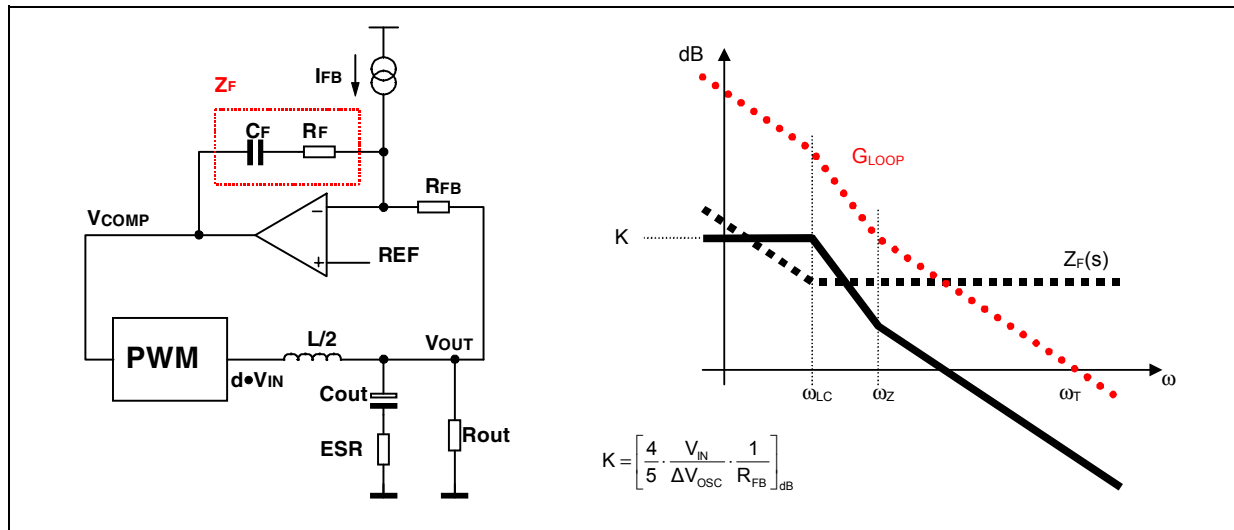 IFB
ZF
CF
RF
RFB
VCOMP
−
REF
+
PWM
L/2
VOUT
d•VIN
Cout
ESR
Rout
dB
GLOOP
K
ZF(s)
ωLC
ωZ
ωT
ω
K = [4/5 · VIN/ΔVOSC · 1/RFB]dB